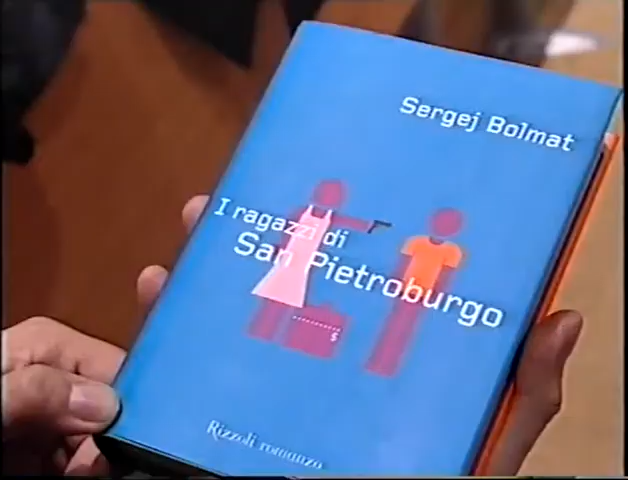 Sergej Bolmat
I ragazzi di
San Pietroburgo
$
Rizzoli romanzo